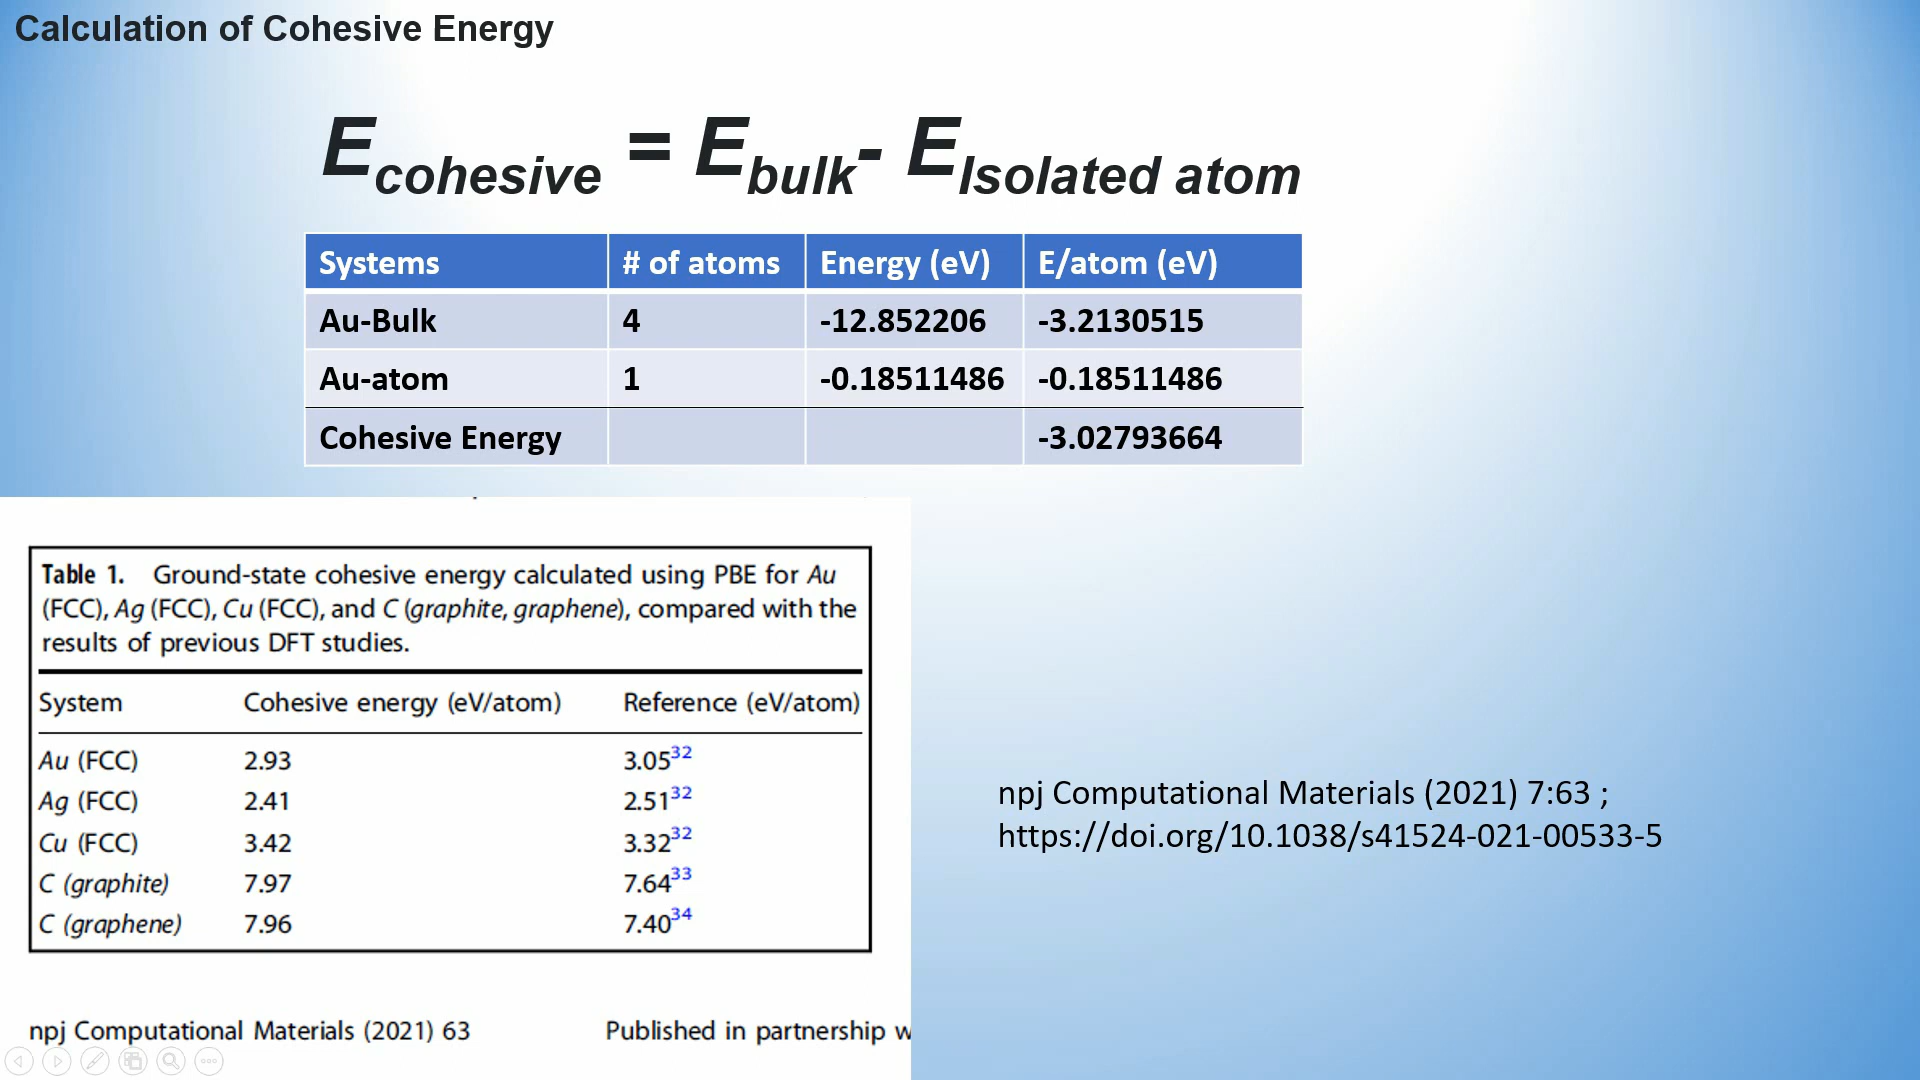 Calculation of Cohesive Energy
E_cohesive = E_bulk- E_Isolated atom
Systems # of atoms Energy (eV) E/atom (eV)
Au-Bulk 4 -12.852206 -3.2130515
Au-atom 1 -0.18511486 -0.18511486
Cohesive Energy -3.02793664
Table 1. Ground-state cohesive energy calculated using PBE for Au
(FCC), Ag (FCC), Cu (FCC), and C (graphite, graphene), compared with the
results of previous DFT studies.
System Cohesive energy (eV/atom) Reference (eV/atom)
Au (FCC) 2.93 3.05³²
Ag (FCC) 2.41 2.51³²
Cu (FCC) 3.42 3.32³²
C (graphite) 7.97 7.64³³
C (graphene) 7.96 7.40³⁴
npj Computational Materials (2021) 7:63 ;
https://doi.org/10.1038/s41524-021-00533-5
npj Computational Materials (2021) 63 Published in partnership w